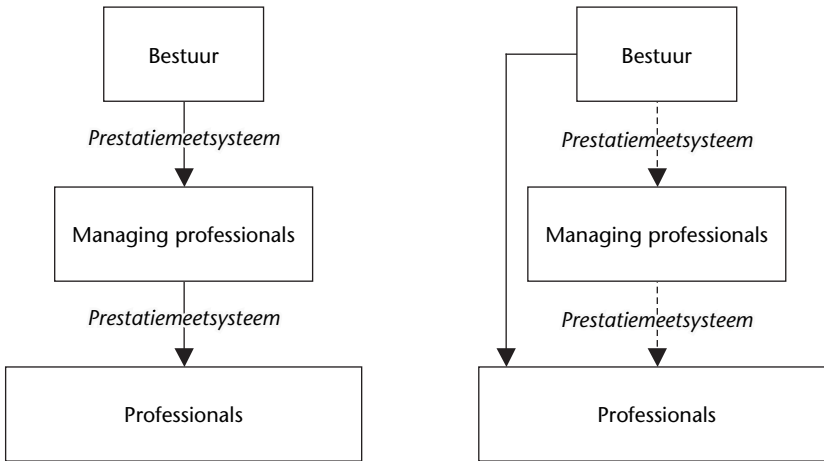 Bestuur
Prestatiemeetsysteem
Managing professionals
Prestatiemeetsysteem
Professionals
Bestuur
Prestatiemeetsysteem
Managing professionals
Prestatiemeetsysteem
Professionals